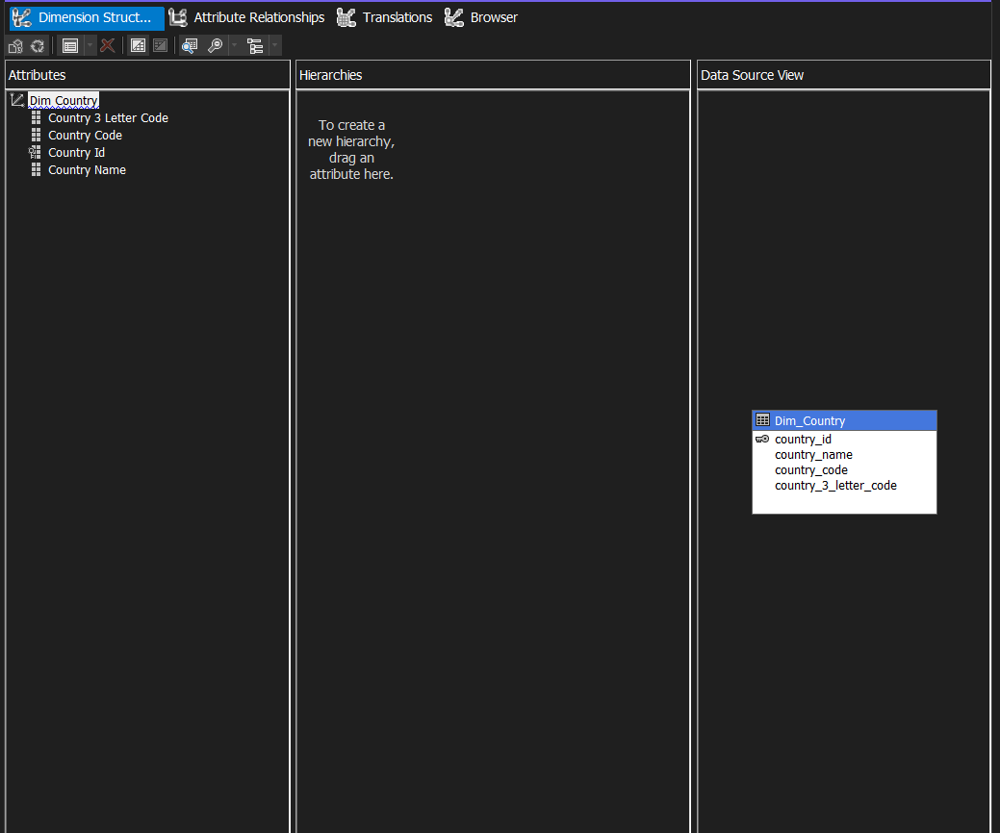 Dimension Struct...
Attribute Relationships
Translations
Browser
Attributes
Dim Country
Country 3 Letter Code
Country Code
Country Id
Country Name
Hierarchies
To create a
new hierarchy,
drag an
attribute here.
Data Source View
Dim_Country
country_id
country_name
country_code
country_3_letter_code